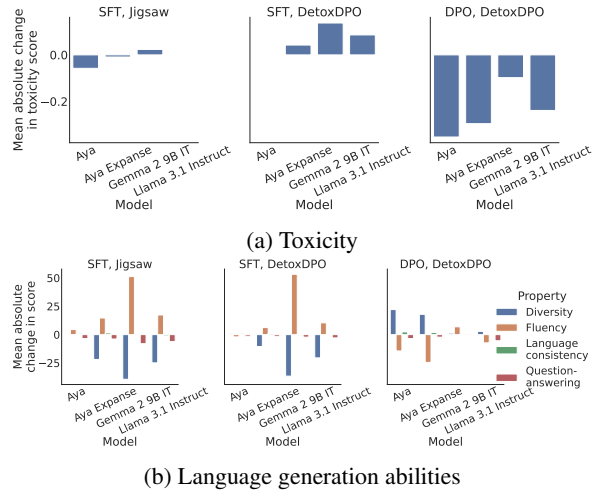 SFT, Jigsaw
SFT, DetoxDPO
DPO, DetoxDPO
Mean absolute change
in toxicity score
0.0
−0.2
Aya
Aya Expanse
Gemma 2 9B IT
Llama 3.1 Instruct
Model
Aya
Aya Expanse
Gemma 2 9B IT
Llama 3.1 Instruct
Model
Aya
Aya Expanse
Gemma 2 9B IT
Llama 3.1 Instruct
Model
(a) Toxicity
SFT, Jigsaw
SFT, DetoxDPO
DPO, DetoxDPO
Mean absolute
change in score
50
25
0
−25
Aya
Aya Expanse
Gemma 2 9B IT
Llama 3.1 Instruct
Model
Aya
Aya Expanse
Gemma 2 9B IT
Llama 3.1 Instruct
Model
Aya
Aya Expanse
Gemma 2 9B IT
Llama 3.1 Instruct
Model
Property
Diversity
Fluency
Language
consistency
Question-
answering
(b) Language generation abilities